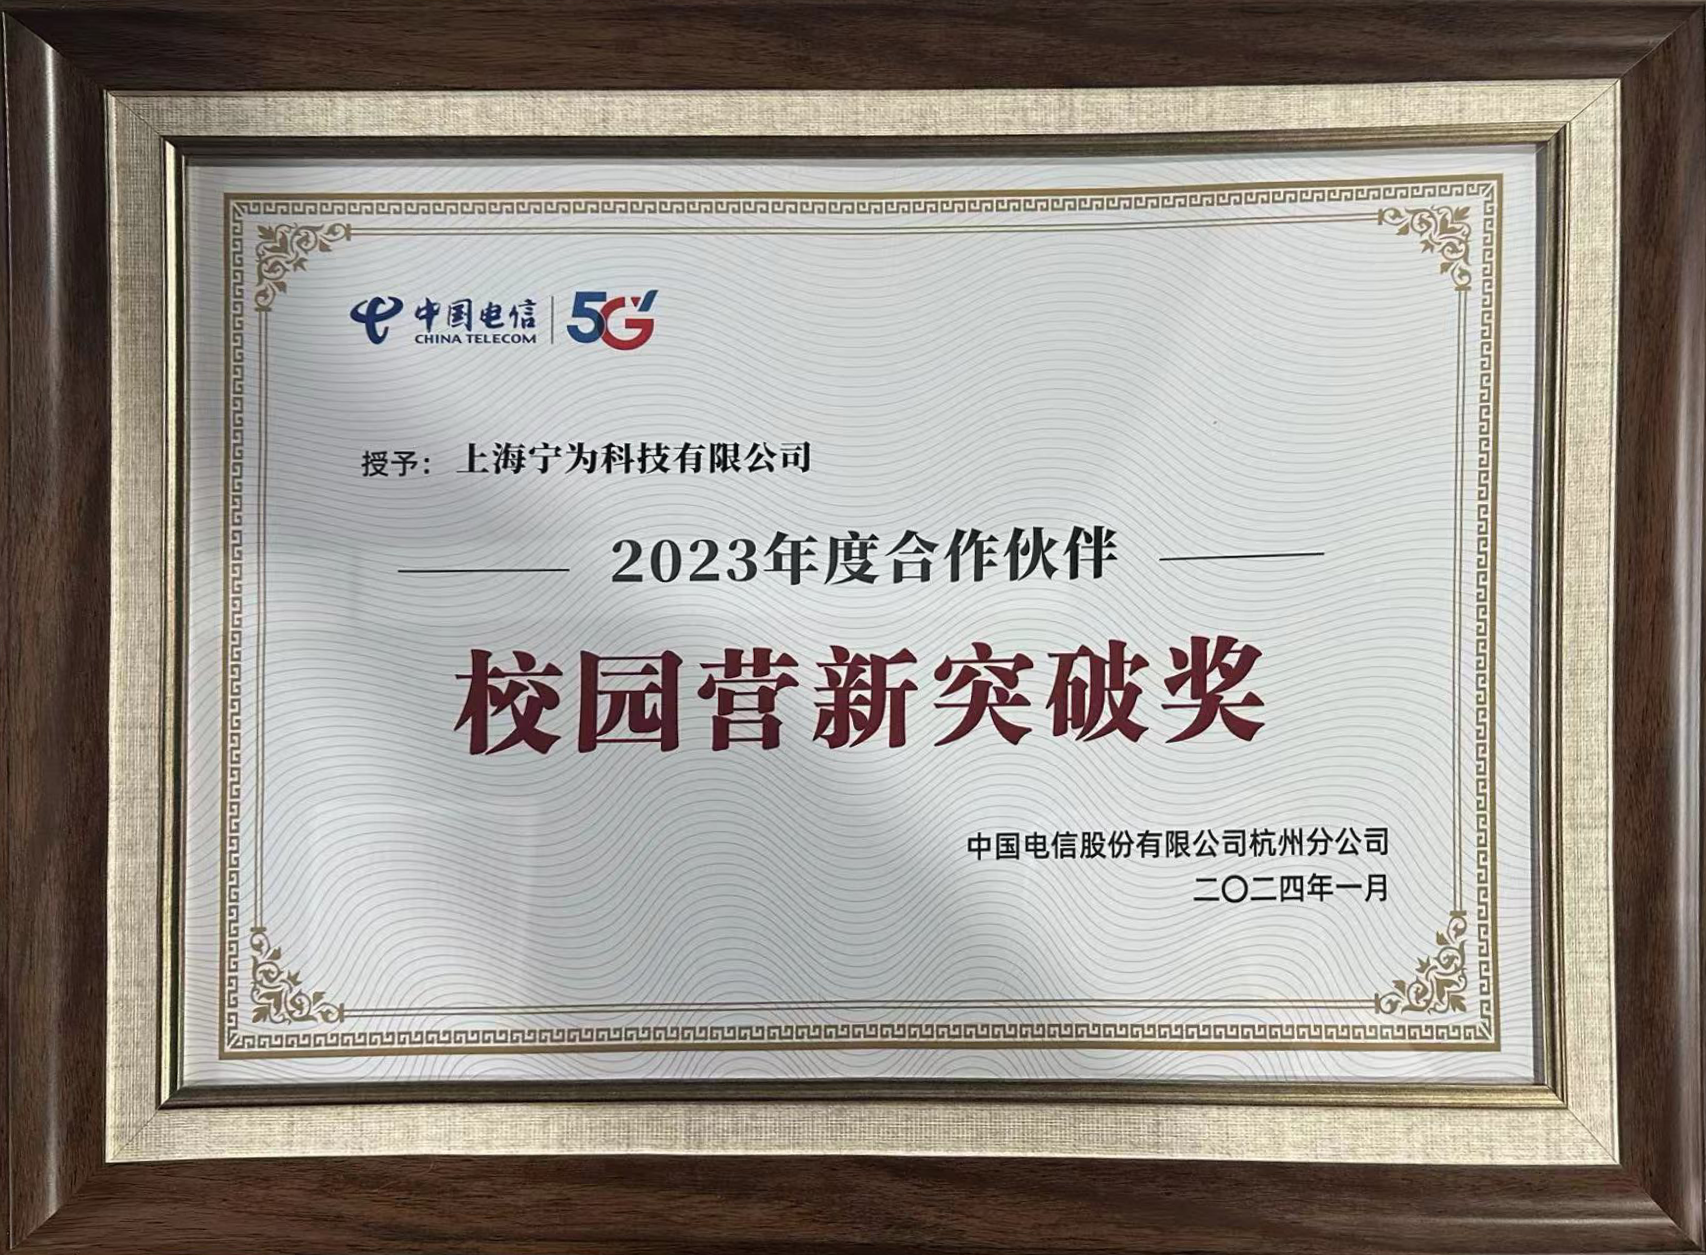 中国电信 5G
CHINA TELECOM
授予：上海宁为科技有限公司
2023年度合作伙伴
校园营新突破奖
中国电信股份有限公司杭州分公司
二〇二四年一月